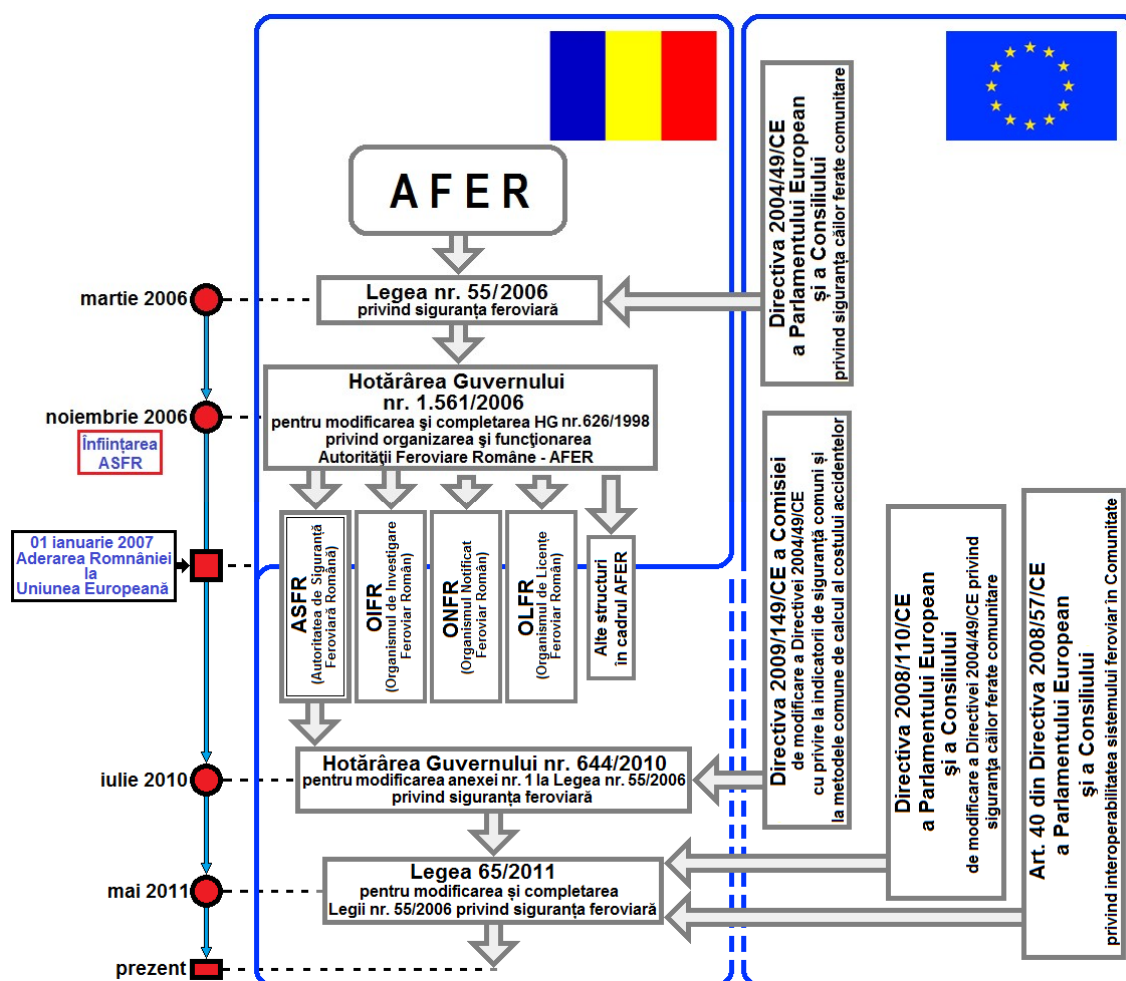 AFER
martie 2006
Legea nr. 55/2006
privind siguranța feroviară
Directiva 2004/49/CE
a Parlamentului European
și a Consiliului
privind siguranța căilor ferate comunitare
noiembrie 2006
Înființarea
ASFR
Hotărârea Guvernului
nr. 1.561/2006
pentru modificarea şi completarea HG nr.626/1998
privind organizarea şi funcţionarea
Autorităţii Feroviare Române - AFER
01 ianuarie 2007
Aderarea Romnâniei
la
Uniunea Europeană
ASFR
(Autoritatea de Siguranță
Feroviară Română)
OIFR
(Organismul de Investigare
Feroviar Român)
ONFR
(Organismul Notificat
Feroviar Român)
OLFR
(Organismul de Licențe
Feroviar Român)
Alte structuri
în cadrul AFER
iulie 2010
Hotărârea Guvernului nr. 644/2010
pentru modificarea anexei nr. 1 la Legea nr. 55/2006
privind siguranța feroviară
Directiva 2009/149/CE a Comisiei
de modificare a Directivei 2004/49/CE
cu privire la indicatorii de siguranță comuni și
la metodele comune de calcul al costului accidentelor
Directiva 2008/110/CE
a Parlamentului European
și a Consiliului
de modificare a Directivei 2004/49/CE privind
siguranţa căilor ferate comunitare
Art. 40 din Directiva 2008/57/CE
a Parlamentului European
și a Consiliului
privind interoperabilitatea sistemului feroviar în Comunitate
mai 2011
Legea 65/2011
pentru modificarea și completarea
Legii nr. 55/2006 privind siguranța feroviară
prezent